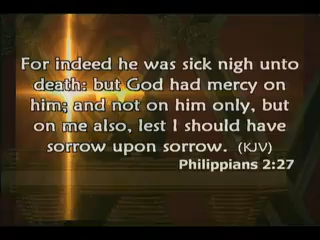 For indeed he was sick nigh unto
death: but God had mercy on
him; and not on him only, but
on me also, lest I should have
sorrow upon sorrow. (KJV)
Philippians 2:27